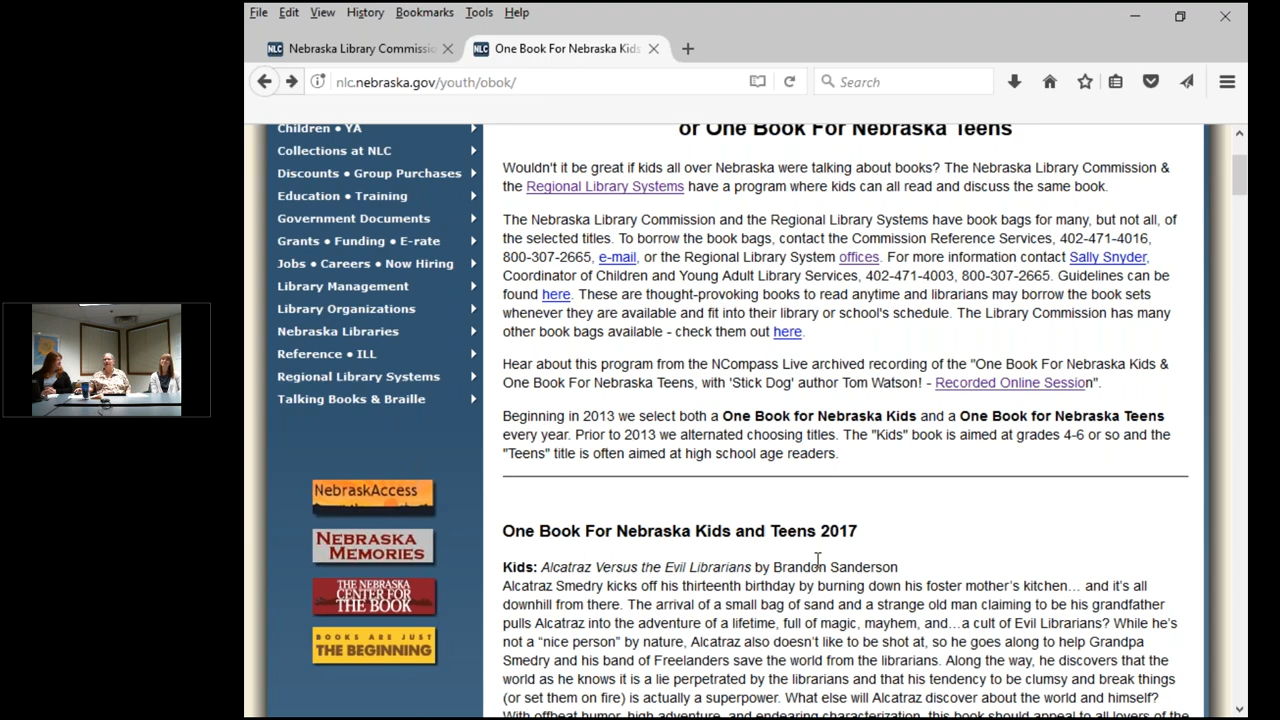 File Edit View History Bookmarks Tools Help
NLC Nebraska Library Commissio
NLC One Book For Nebraska Kids
nlc.nebraska.gov/youth/obok/
Search
Children • YA
Collections at NLC
Discounts • Group Purchases
Education • Training
Government Documents
Grants • Funding • E-rate
Jobs • Careers • Now Hiring
Library Management
Library Organizations
Nebraska Libraries
Reference • ILL
Regional Library Systems
Talking Books & Braille
NebraskAccess
NEBRASKA
MEMORIES
THE NEBRASKA
CENTER FOR
THE BOOK
BOOKS ARE JUST
THE BEGINNING
or One Book For Nebraska Teens
Wouldn't it be great if kids all over Nebraska were talking about books? The Nebraska Library Commission &
the Regional Library Systems have a program where kids can all read and discuss the same book.
The Nebraska Library Commission and the Regional Library Systems have book bags for many, but not all, of
the selected titles. To borrow the book bags, contact the Commission Reference Services, 402-471-4016,
800-307-2665, e-mail, or the Regional Library System offices. For more information contact Sally Snyder,
Coordinator of Children and Young Adult Library Services, 402-471-4003, 800-307-2665. Guidelines can be
found here. These are thought-provoking books to read anytime and librarians may borrow the book sets
whenever they are available and fit into their library or school's schedule. The Library Commission has many
other book bags available - check them out here.
Hear about this program from the NCompass Live archived recording of the "One Book For Nebraska Kids &
One Book For Nebraska Teens, with 'Stick Dog' author Tom Watson! - Recorded Online Session".
Beginning in 2013 we select both a One Book for Nebraska Kids and a One Book for Nebraska Teens
every year. Prior to 2013 we alternated choosing titles. The "Kids" book is aimed at grades 4-6 or so and the
"Teens" title is often aimed at high school age readers.
One Book For Nebraska Kids and Teens 2017
Kids: Alcatraz Versus the Evil Librarians by Brandon Sanderson
Alcatraz Smedry kicks off his thirteenth birthday by burning down his foster mother's kitchen… and it's all
downhill from there. The arrival of a small bag of sand and a strange old man claiming to be his grandfather
pulls Alcatraz into the adventure of a lifetime, full of magic, mayhem, and…a cult of Evil Librarians? While he's
not a “nice person” by nature, Alcatraz also doesn't like to be shot at, so he goes along to help Grandpa
Smedry and his band of Freelanders save the world from the librarians. Along the way, he discovers that the
world as he knows it is a lie perpetrated by the librarians and that his tendency to be clumsy and break things
(or set them on fire) is actually a superpower. What else will Alcatraz discover about the world and himself?
With offbeat humor, high adventure, and endearing characterization, this book should appeal to all lovers of the